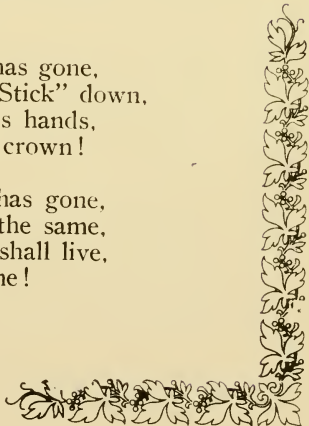 has gone,
Stick” down,
s hands,
crown!
has gone,
the same,
shall live,
ne!